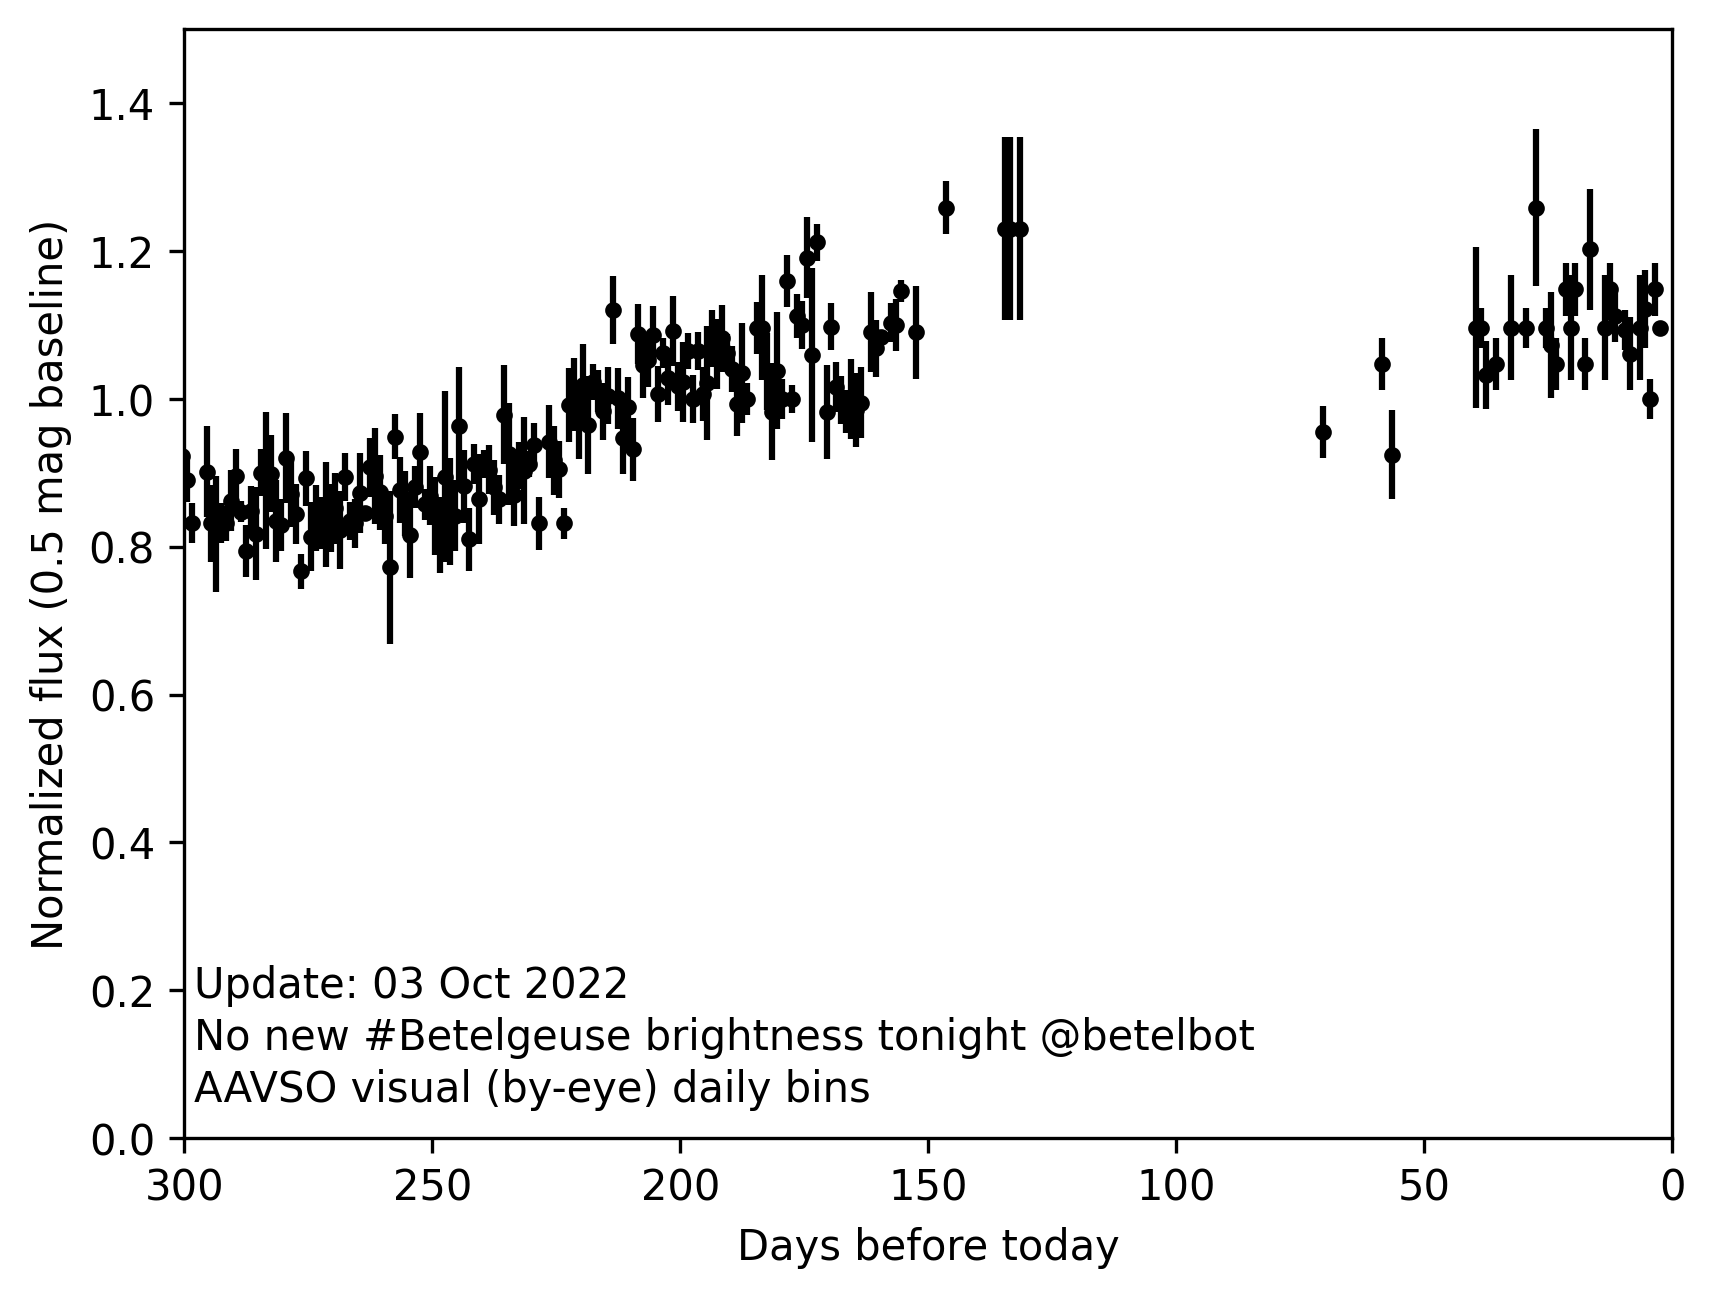 1.4
1.2
1.0
0.8
0.6
0.4
0.2
0.0
Normalized flux (0.5 mag baseline)
Update: 03 Oct 2022
No new #Betelgeuse brightness tonight @betelbot
AAVSO visual (by-eye) daily bins
300 250 200 150 100 50 0
Days before today